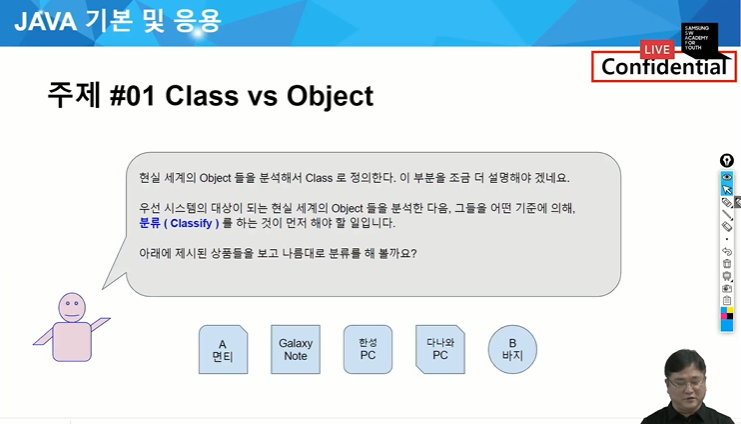 JAVA 기본 및 응용
SAMSUNG
SW
ACADEMY
FOR
YOUTH
LIVE
Confidential
주제 #01 Class vs Object
현실 세계의 Object 들을 분석해서 Class 로 정의한다. 이 부분을 조금 더 설명해야 겠네요.
우선 시스템의 대상이 되는 현실 세계의 Object 들을 분석한 다음, 그들을 어떤 기준에 의해,
분류 ( Classify ) 를 하는 것이 먼저 해야 할 일입니다.
아래에 제시된 상품들을 보고 나름대로 분류를 해 볼까요?
A
면티
Galaxy
Note
한성
PC
다나와
PC
B
바지